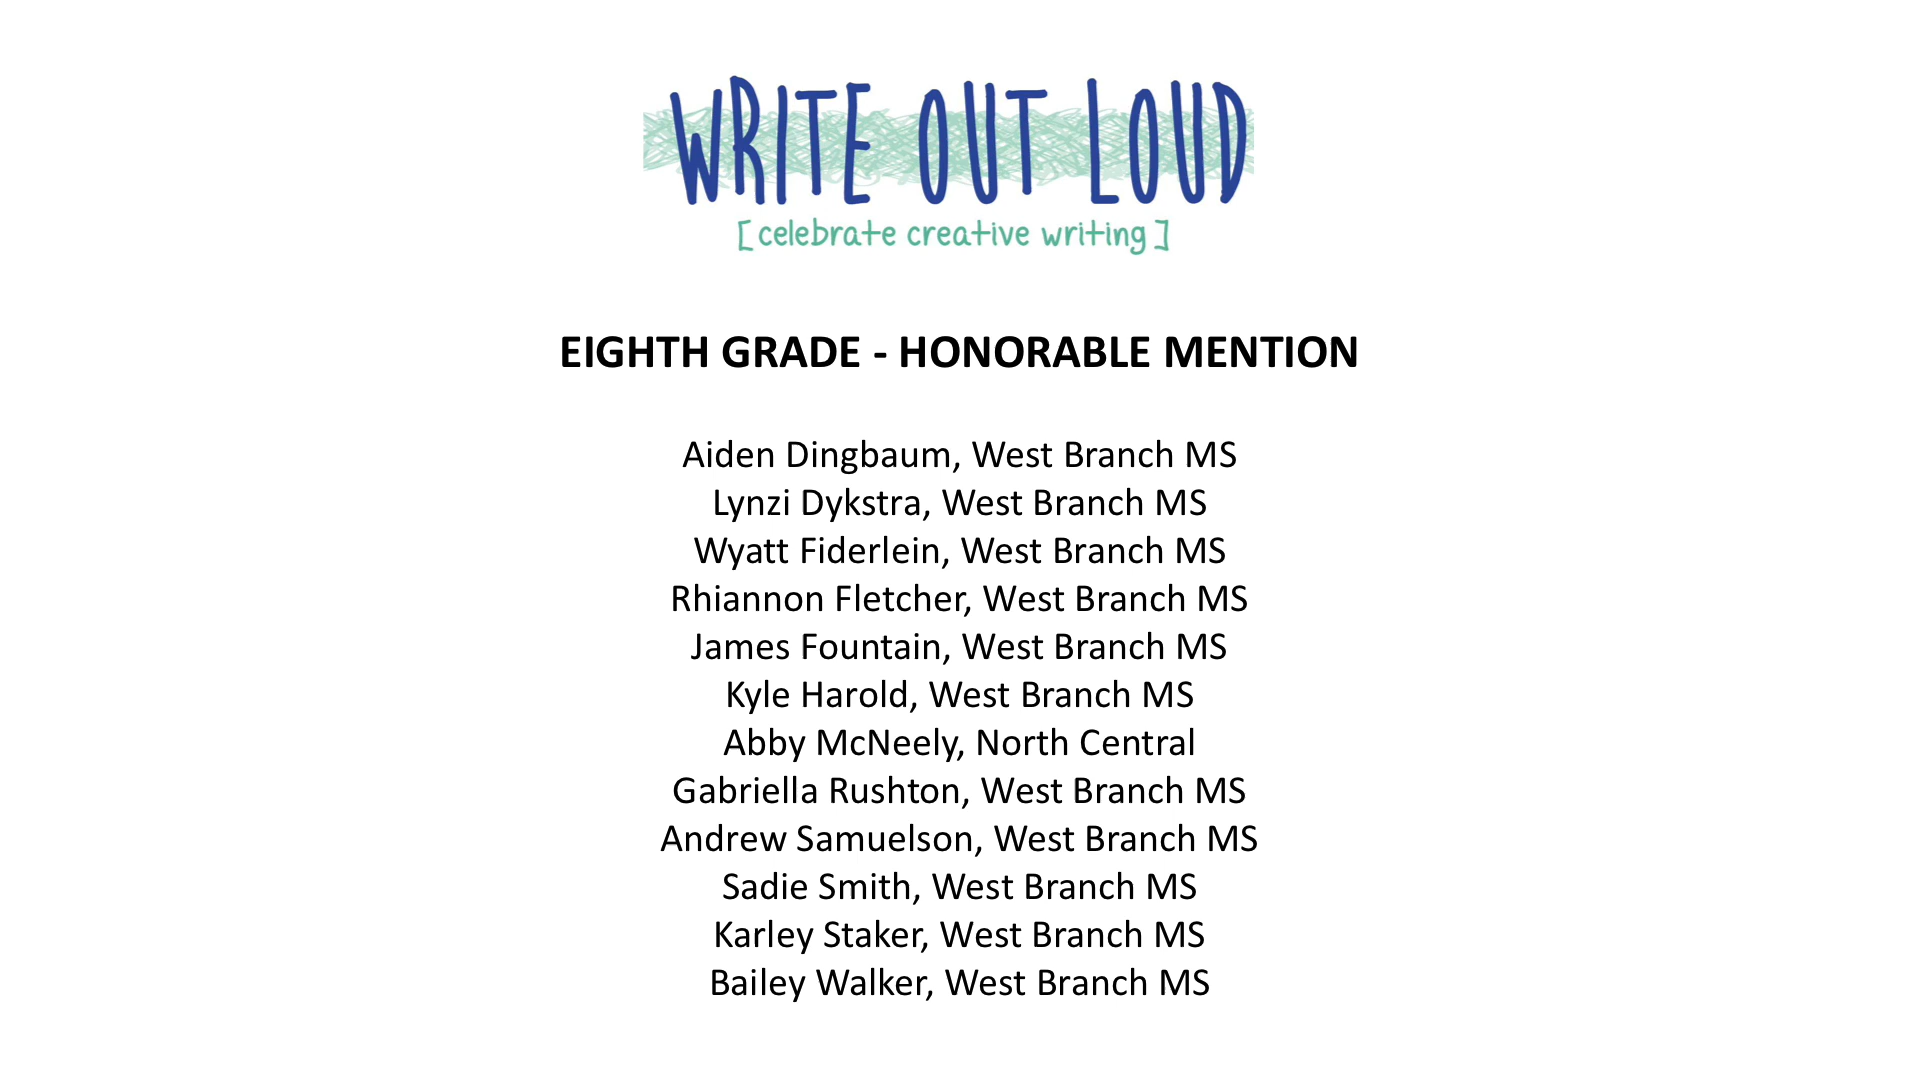 WRITE OUT LOUD
[celebrate creative writing]
EIGHTH GRADE - HONORABLE MENTION
Aiden Dingbaum, West Branch MS
Lynzi Dykstra, West Branch MS
Wyatt Fiderlein, West Branch MS
Rhiannon Fletcher, West Branch MS
James Fountain, West Branch MS
Kyle Harold, West Branch MS
Abby McNeely, North Central
Gabriella Rushton, West Branch MS
Andrew Samuelson, West Branch MS
Sadie Smith, West Branch MS
Karley Staker, West Branch MS
Bailey Walker, West Branch MS